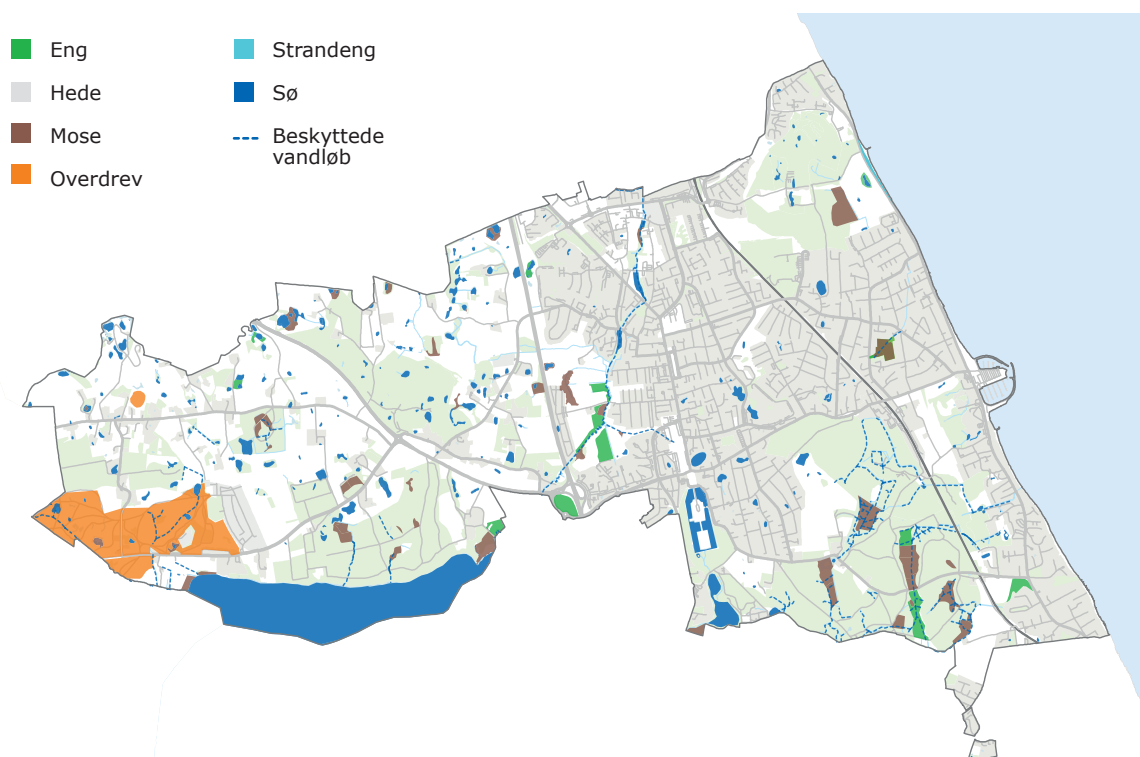 Eng
Hede
Mose
Overdrev
Strandeng
Sø
Beskyttede
vandløb